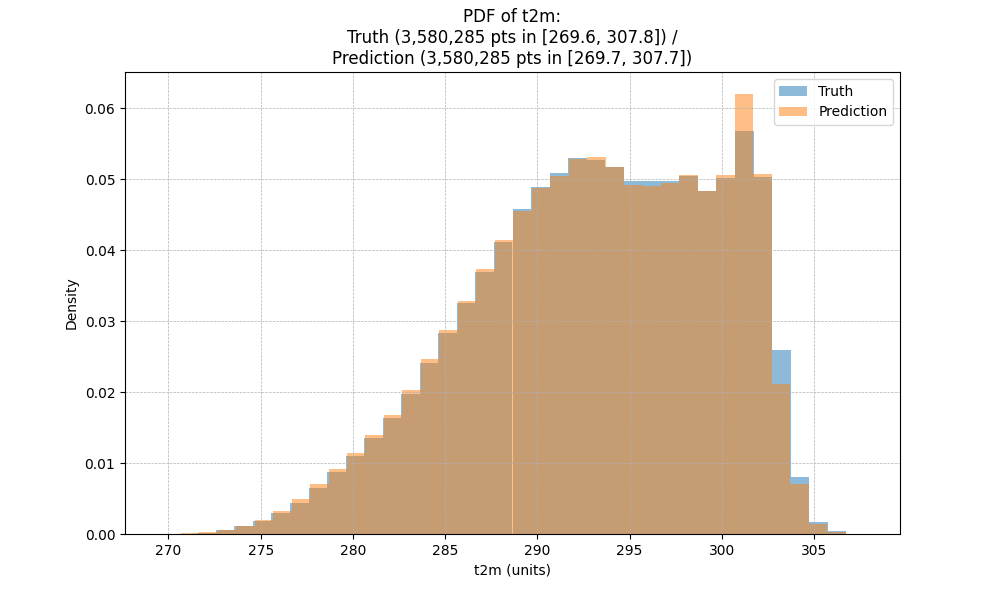 PDF of t2m:
Truth (3,580,285 pts in [269.6, 307.8]) /
Prediction (3,580,285 pts in [269.7, 307.7])
Truth
Prediction
0.06
0.05
0.04
0.03
0.02
0.01
0.00
Density
270 275 280 285 290 295 300 305
t2m (units)